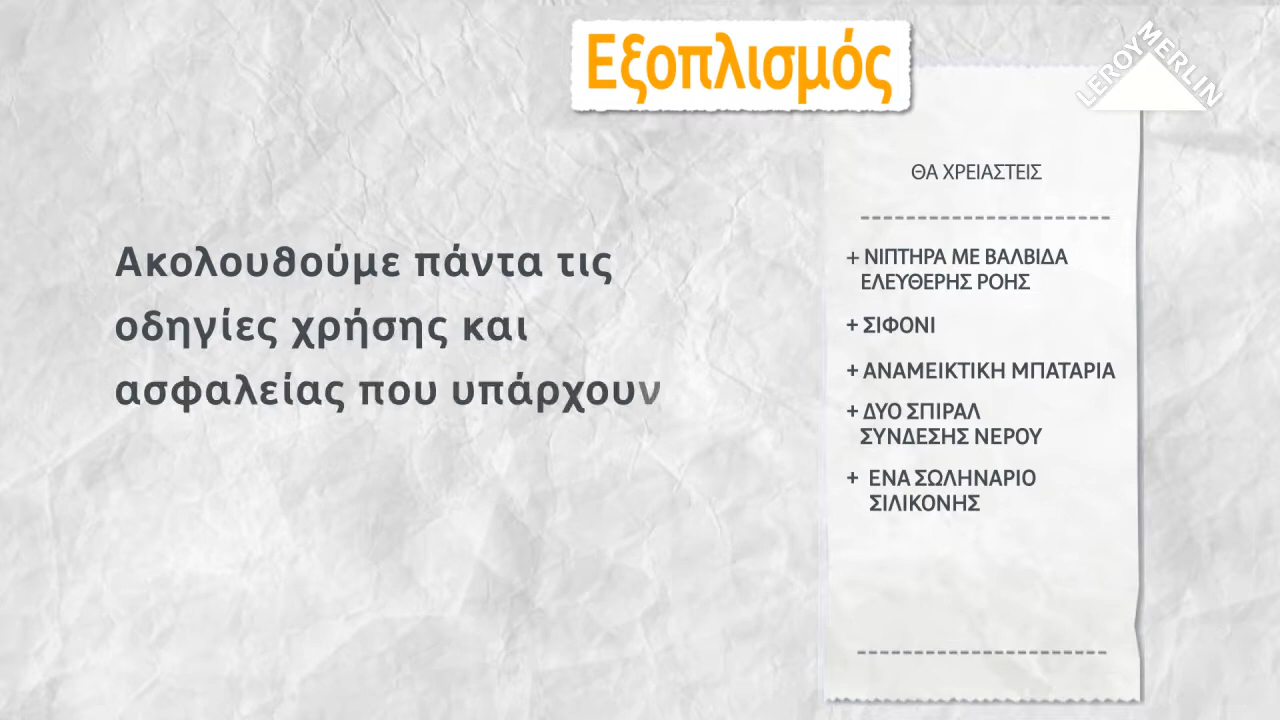 Εξοπλισμός
LEROY MERLIN
Ακολουθούμε πάντα τις
οδηγίες χρήσης και
ασφαλείας που υπάρχουν
ΘΑ ΧΡΕΙΑΣΤΕΙΣ
+ ΝΙΠΤΗΡΑ ΜΕ ΒΑΛΒΙΔΑ
ΕΛΕΥΘΕΡΗΣ ΡΟΗΣ
+ ΣΙΦΟΝΙ
+ ΑΝΑΜΕΙΚΤΙΚΗ ΜΠΑΤΑΡΙΑ
+ ΔΥΟ ΣΠΙΡΑΛ
ΣΥΝΔΕΣΗΣ ΝΕΡΟΥ
+ ΕΝΑ ΣΩΛΗΝΑΡΙΟ
ΣΙΛΙΚΟΝΗΣ